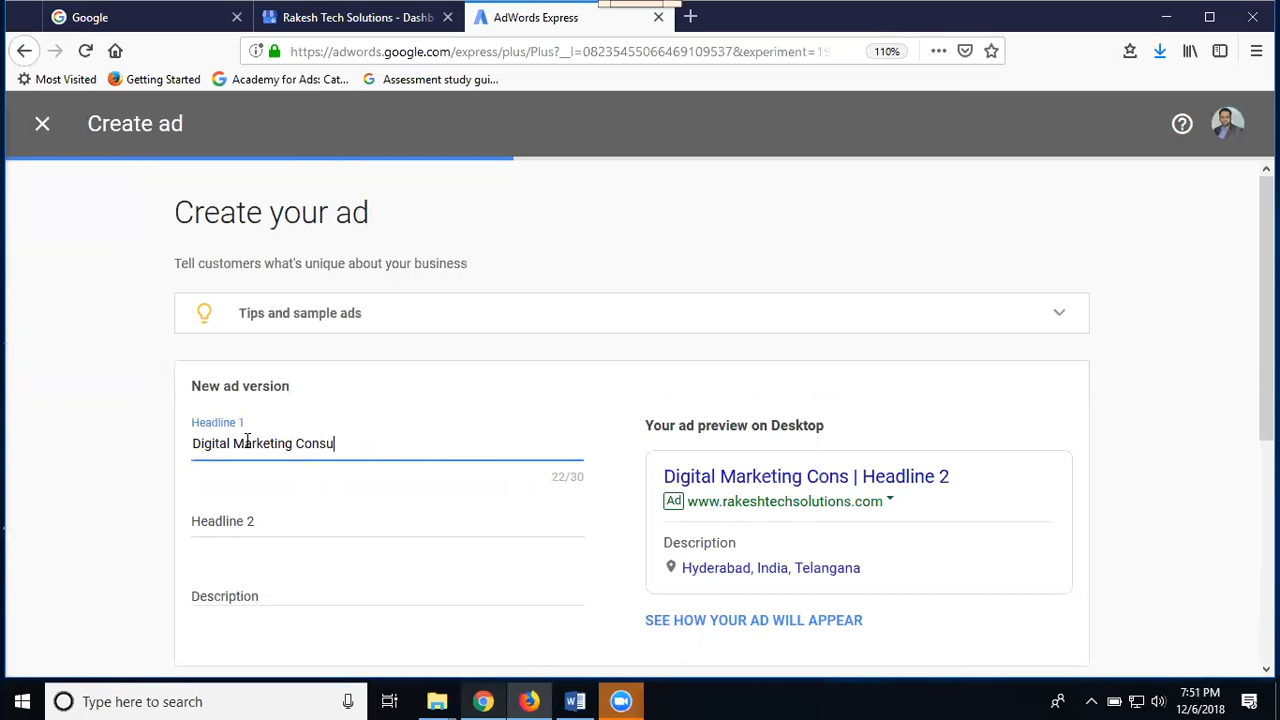 Google
Rakesh Tech Solutions - Dashb
AdWords Express
https://adwords.google.com/express/plus/Plus?__l=08235455066469109537&experiment=19
110%
Most Visited
Getting Started
Academy for Ads: Cat...
Assessment study gui...
Create ad
Create your ad
Tell customers what's unique about your business
Tips and sample ads
New ad version
Headline 1
Digital Marketing Consu
22/30
Headline 2
Description
Your ad preview on Desktop
Digital Marketing Cons | Headline 2
Ad www.rakeshtechsolutions.com
Description
Hyderabad, India, Telangana
SEE HOW YOUR AD WILL APPEAR
Type here to search
7:51 PM
12/6/2018